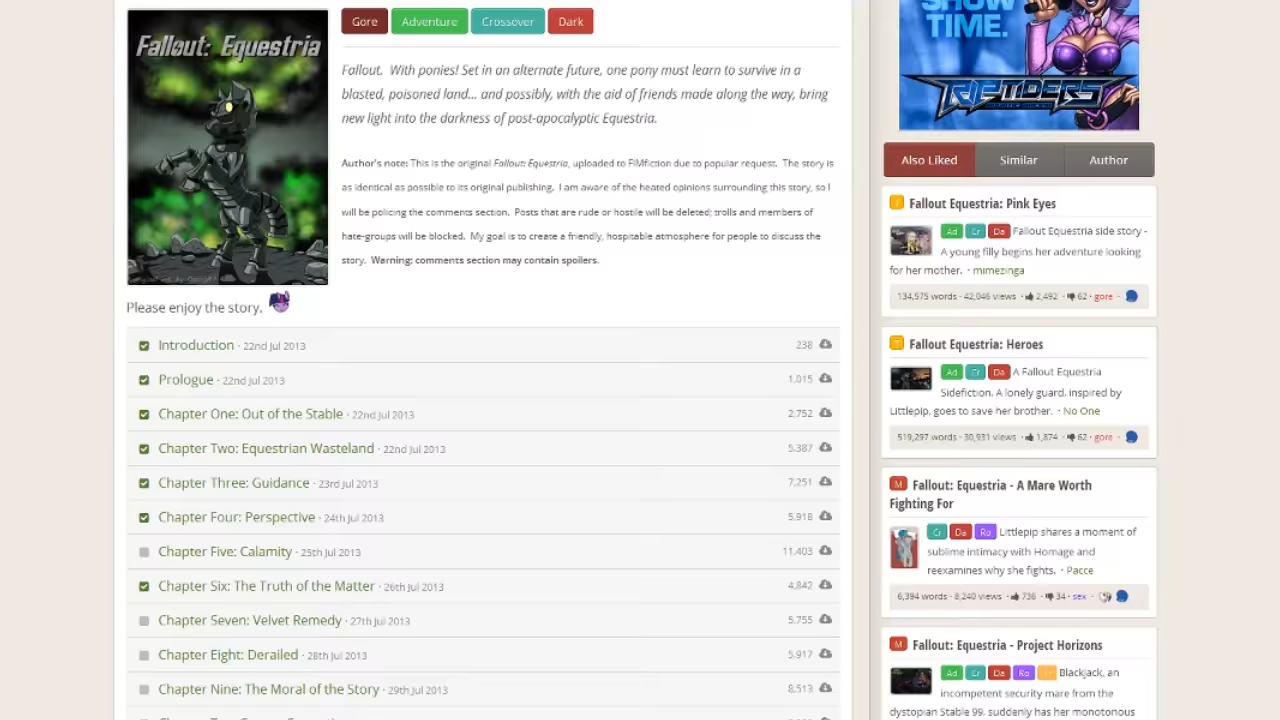 Fallout: Equestria
Gore Adventure Crossover Dark
Fallout. With ponies! Set in an alternate future, one pony must learn to survive in a
blasted, poisoned land... and possibly, with the aid of friends made along the way, bring
new light into the darkness of post-apocalyptic Equestria.
Author's note: This is the original Fallout: Equestria, uploaded to FIMfiction due to popular request. The story is
as identical as possible to its original publishing. I am aware of the heated opinions surrounding this story, so I
will be policing the comments section. Posts that are rude or hostile will be deleted; trolls and members of
hate-groups will be blocked. My goal is to create a friendly, hospitable atmosphere for people to discuss the
story. Warning: comments section may contain spoilers.
Please enjoy the story.
Introduction · 22nd Jul 2013 238
Prologue · 22nd Jul 2013 1,015
Chapter One: Out of the Stable · 22nd Jul 2013 2,752
Chapter Two: Equestrian Wasteland · 22nd Jul 2013 5,387
Chapter Three: Guidance · 23rd Jul 2013 7,251
Chapter Four: Perspective · 24th Jul 2013 5,918
Chapter Five: Calamity · 25th Jul 2013 11,403
Chapter Six: The Truth of the Matter · 26th Jul 2013 4,842
Chapter Seven: Velvet Remedy · 27th Jul 2013 5,755
Chapter Eight: Derailed · 28th Jul 2013 5,917
Chapter Nine: The Moral of the Story · 29th Jul 2013 8,513
SHOW
TIME.
RIPTIDERS
Also Liked Similar Author
Fallout Equestria: Pink Eyes
Ad Cr Da Fallout Equestria side story -
A young filly begins her adventure looking
for her mother. · mimezinga
134,575 words · 42,046 views · 2,492 · 62 · gore ·
Fallout Equestria: Heroes
Ad Cr Da A Fallout Equestria
Sidefiction. A lonely guard, inspired by
Littlepip, goes to save her brother. · No One
519,297 words · 30,931 views · 1,874 · 62 · gore ·
M Fallout: Equestria - A Mare Worth
Fighting For
Cr Da Ro Littlepip shares a moment of
sublime intimacy with Homage and
reexamines why she fights. · Pacce
6,394 words · 8,240 views · 736 · 34 · sex ·
M Fallout: Equestria - Project Horizons
Ad Cr Da Ro Blackjack, an
incompetent security mare from the
dystopian Stable 99, suddenly has her monotonous